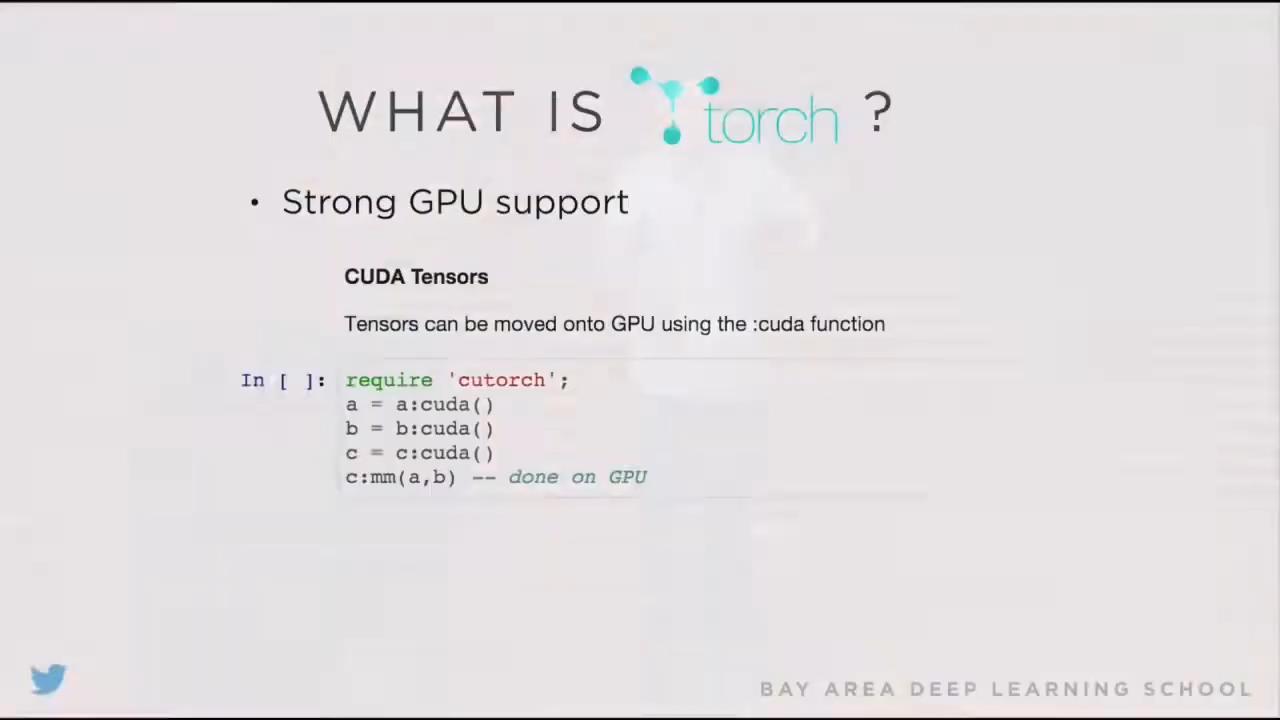 WHAT IS torch ?
• Strong GPU support
CUDA Tensors
Tensors can be moved onto GPU using the :cuda function
In [ ]: require 'cutorch';
a = a:cuda()
b = b:cuda()
c = c:cuda()
c:mm(a,b) -- done on GPU
BAY AREA DEEP LEARNING SCHOOL